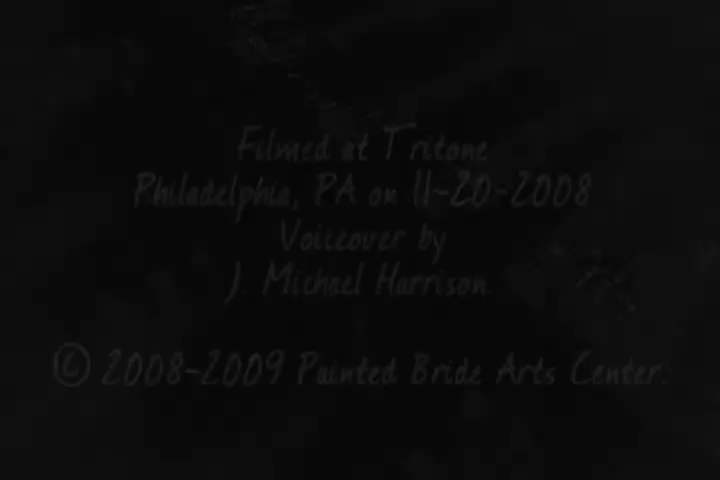 Filmed at Tritone
Philadelphia, PA on 11-20-2008
Voiceover by
J. Michael Harrison
© 2008-2009 Painted Bride Arts Center.